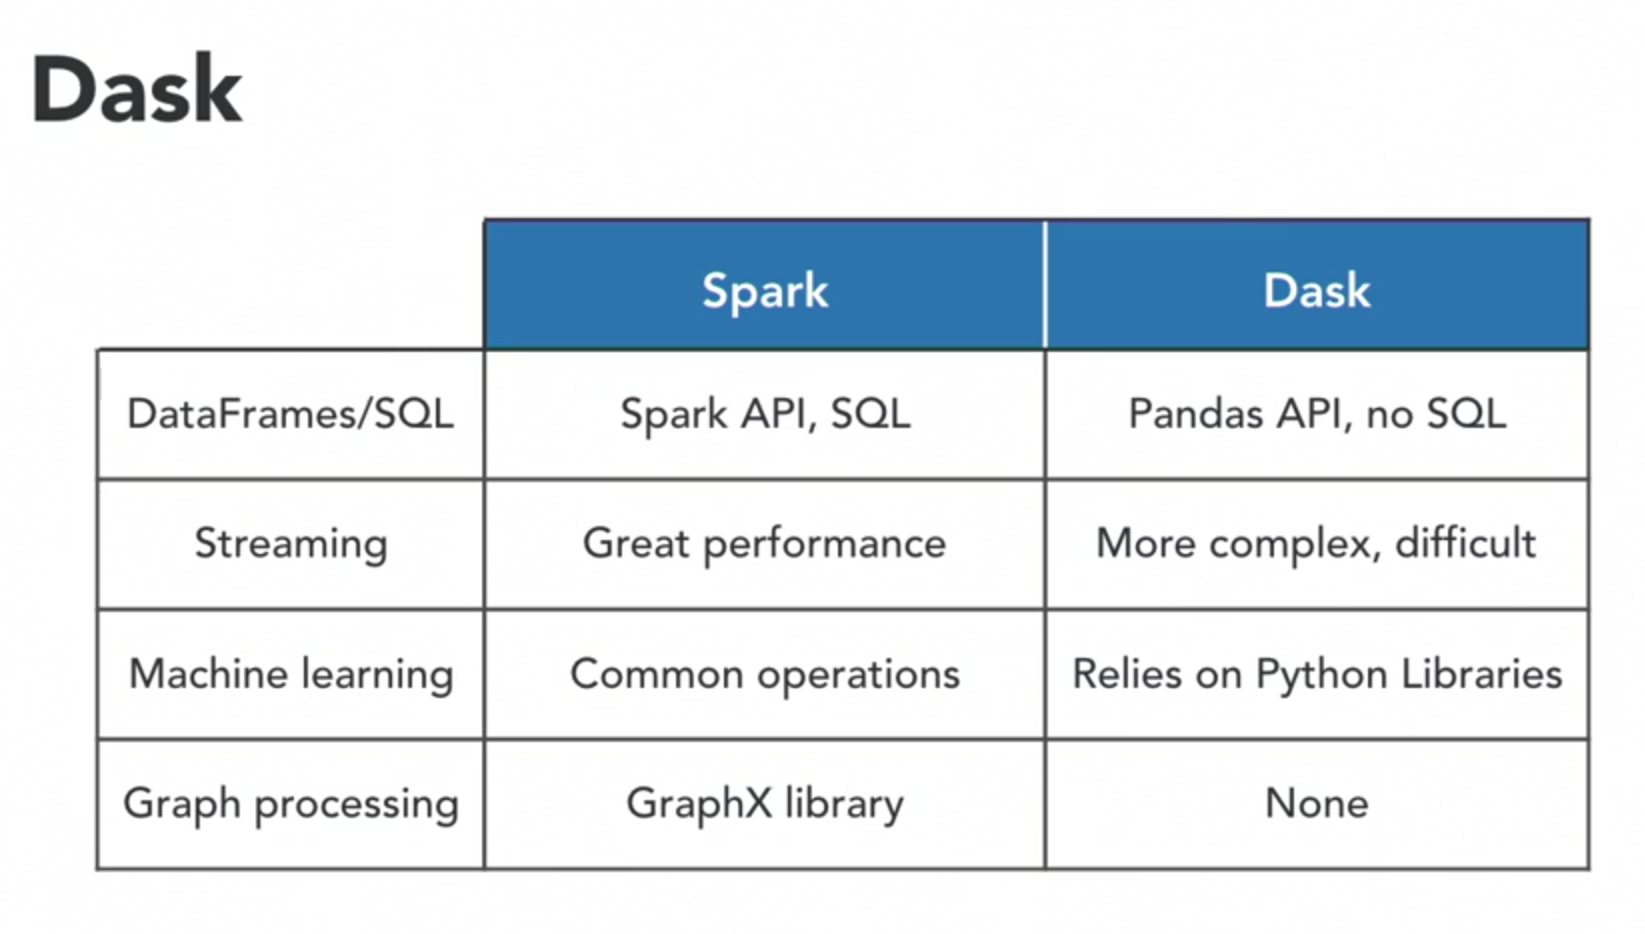 Dask
Spark Dask
DataFrames/SQL Spark API, SQL Pandas API, no SQL
Streaming Great performance More complex, difficult
Machine learning Common operations Relies on Python Libraries
Graph processing GraphX library None